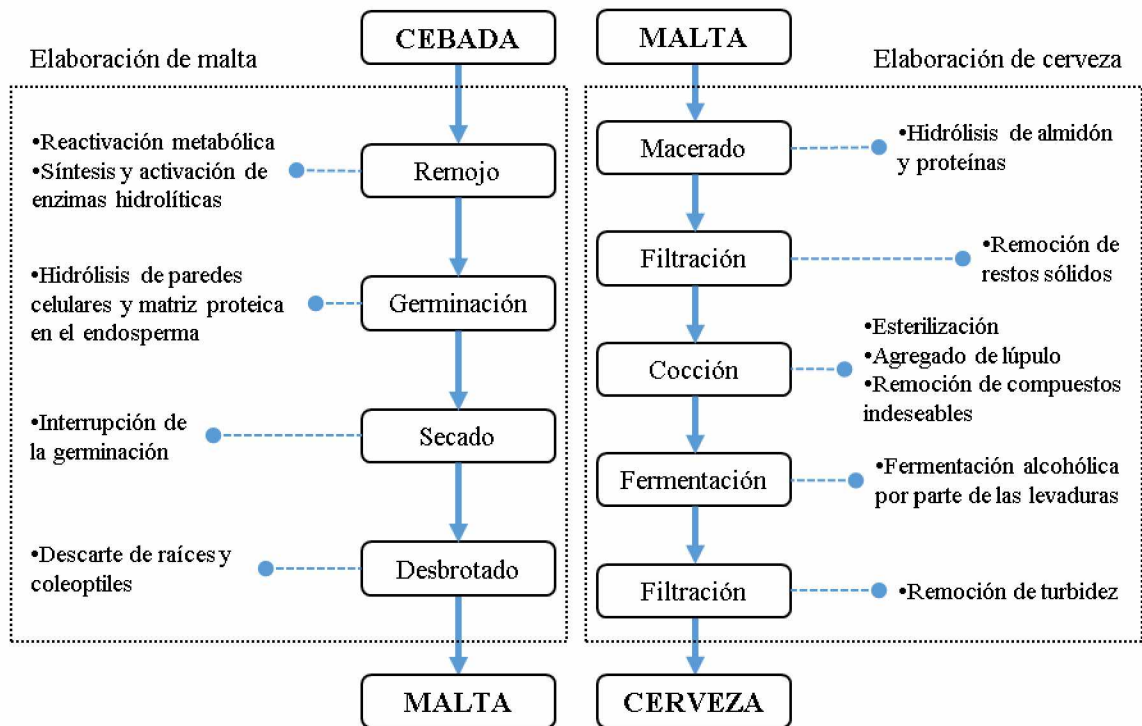 CEBADA
Elaboración de malta
•Reactivación metabólica
•Síntesis y activación de
enzimas hidrolíticas
Remojo
•Hidrólisis de paredes
celulares y matriz proteica
en el endosperma
Germinación
•Interrupción de
la germinación
Secado
•Descarte de raíces y
coleoptiles
Desbrotado
MALTA
MALTA
Elaboración de cerveza
Macerado
•Hidrólisis de almidón
y proteínas
Filtración
•Remoción de
restos sólidos
Cocción
•Esterilización
•Agregado de lúpulo
•Remoción de compuestos
indeseables
Fermentación
•Fermentación alcohólica
por parte de las levaduras
Filtración
•Remoción de turbidez
CERVEZA